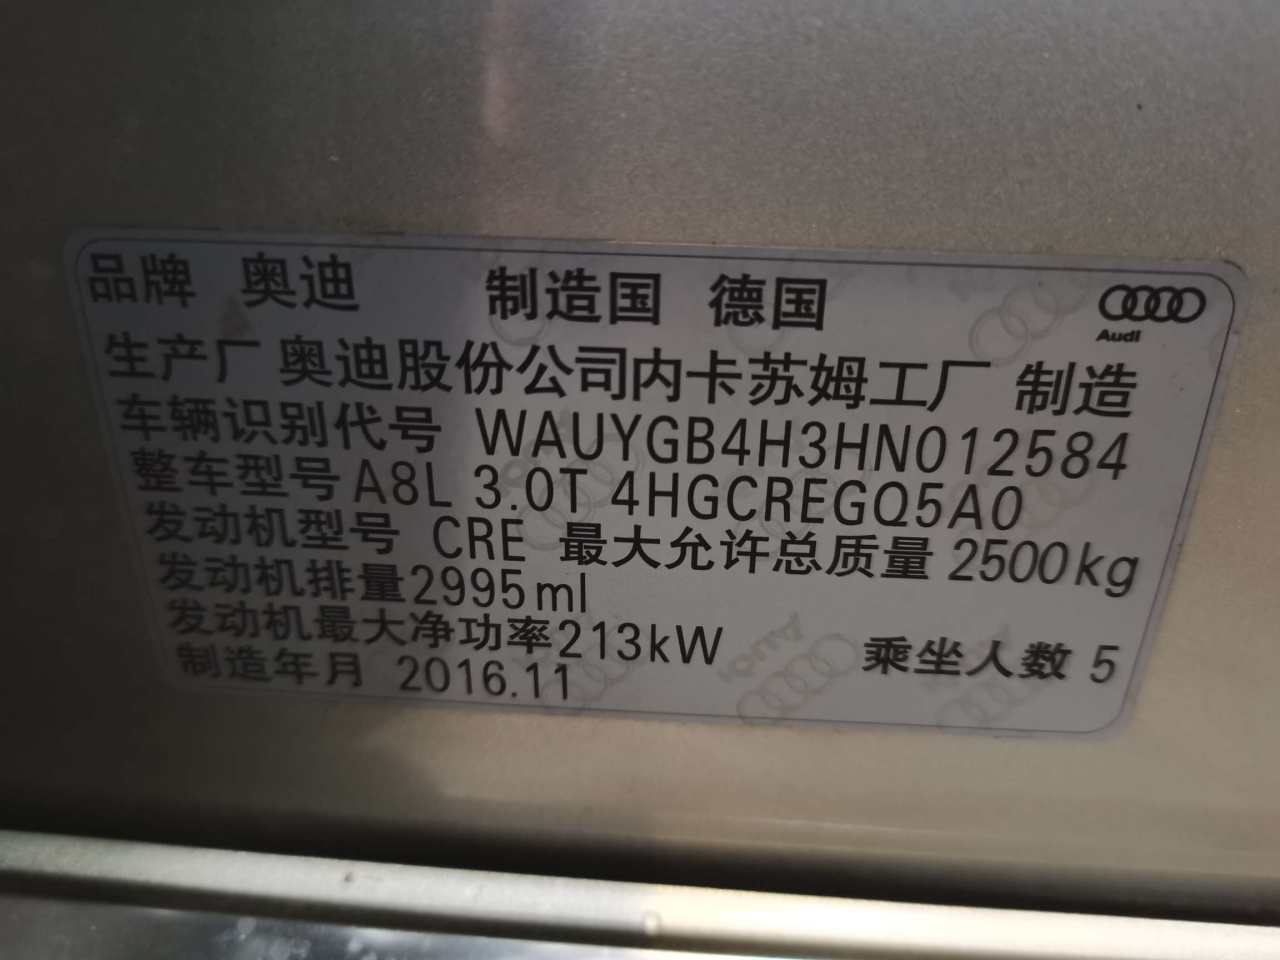 品牌 奥迪 制造国 德国
Audi
生产厂 奥迪股份公司内卡苏姆工厂 制造
车辆识别代号 WAUYGB4H3HN012584
整车型号 A8L 3.0T 4HGCREGQ5A0
发动机型号 CRE 最大允许总质量 2500kg
发动机排量2995ml
发动机最大净功率213kW 乘坐人数 5
制造年月 2016.11